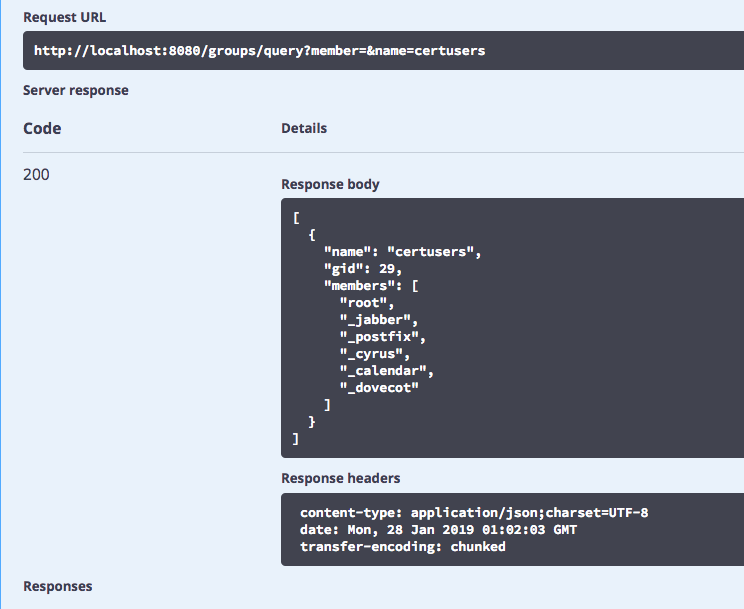 Request URL
http://localhost:8080/groups/query?member=&name=certusers
Server response
Code Details
200
Response body
[
{
"name": "certusers",
"gid": 29,
"members": [
"root",
"_jabber",
"_postfix",
"_cyrus",
"_calendar",
"_dovecot"
]
}
]
Response headers
content-type: application/json;charset=UTF-8
date: Mon, 28 Jan 2019 01:02:03 GMT
transfer-encoding: chunked
Responses